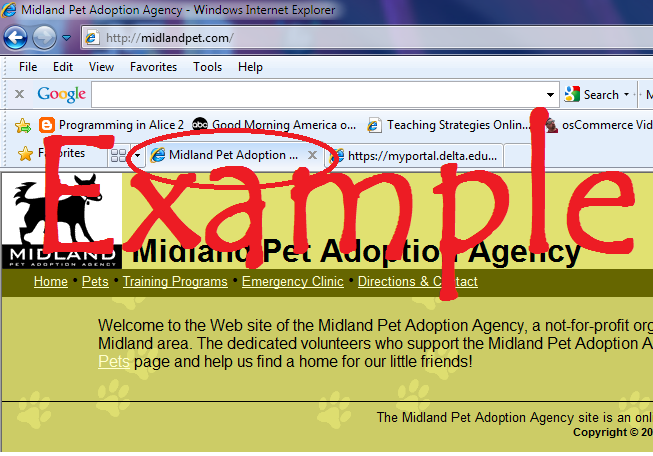 Midland Pet Adoption Agency - Windows Internet Explorer
http://midlandpet.com/
File Edit View Favorites Tools Help
Google Search M
Programming in Alice 2 abc Good Morning America o... Teaching Strategies Onlin... osCommerce Vid
Favorites Midland Pet Adoption ... https://myportal.delta.edu...
Example
MIDLAND
PET ADOPTION AGENCY
Midland Pet Adoption Agency
Home • Pets • Training Programs • Emergency Clinic • Directions & Contact
Welcome to the Web site of the Midland Pet Adoption Agency, a not-for-profit org
Midland area. The dedicated volunteers who support the Midland Pet Adoption A
Pets page and help us find a home for our little friends!
The Midland Pet Adoption Agency site is an onl
Copyright © 20